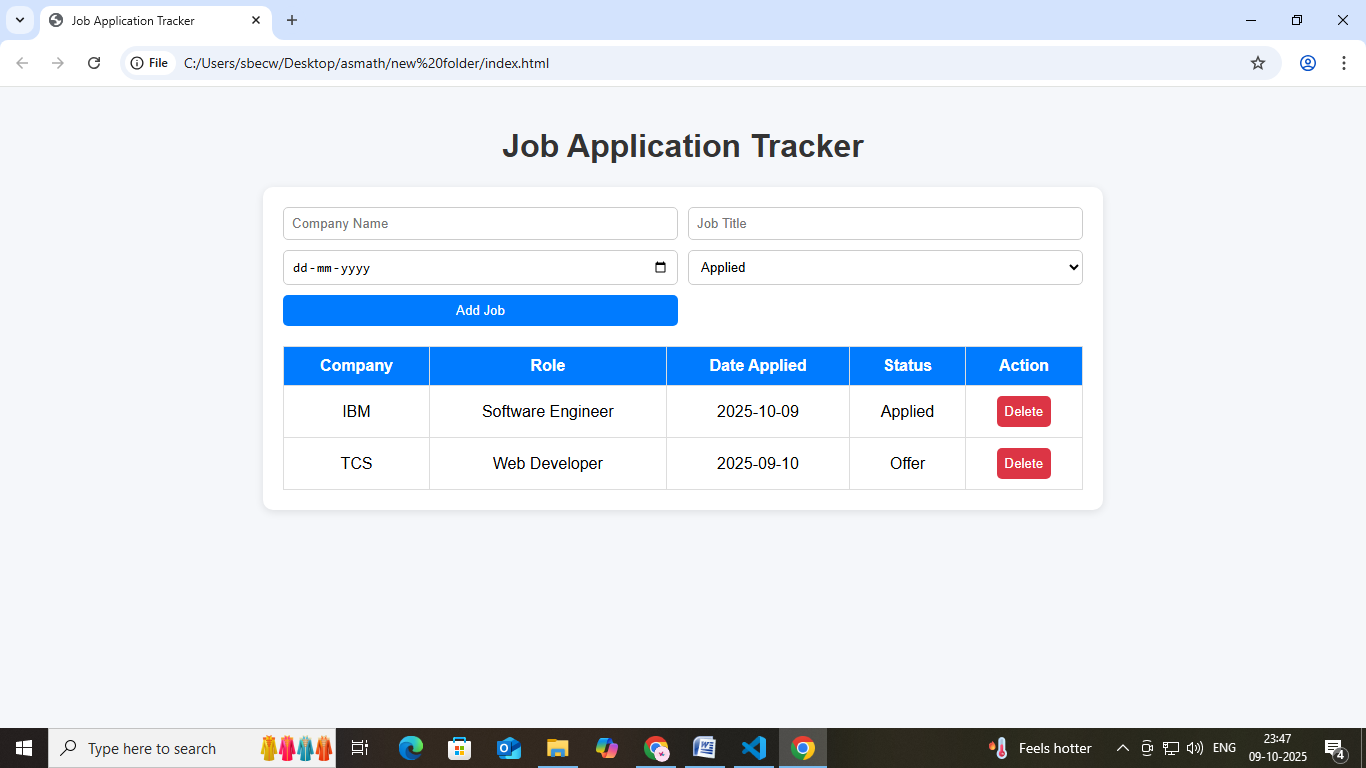 Job Application Tracker
File C:/Users/sbecw/Desktop/asmath/new%20folder/index.html
Job Application Tracker
Company Name Job Title
dd-mm-yyyy Applied
Add Job
Company Role Date Applied Status Action
IBM Software Engineer 2025-10-09 Applied Delete
TCS Web Developer 2025-09-10 Offer Delete
Type here to search Feels hotter ENG 23:47
09-10-2025 4